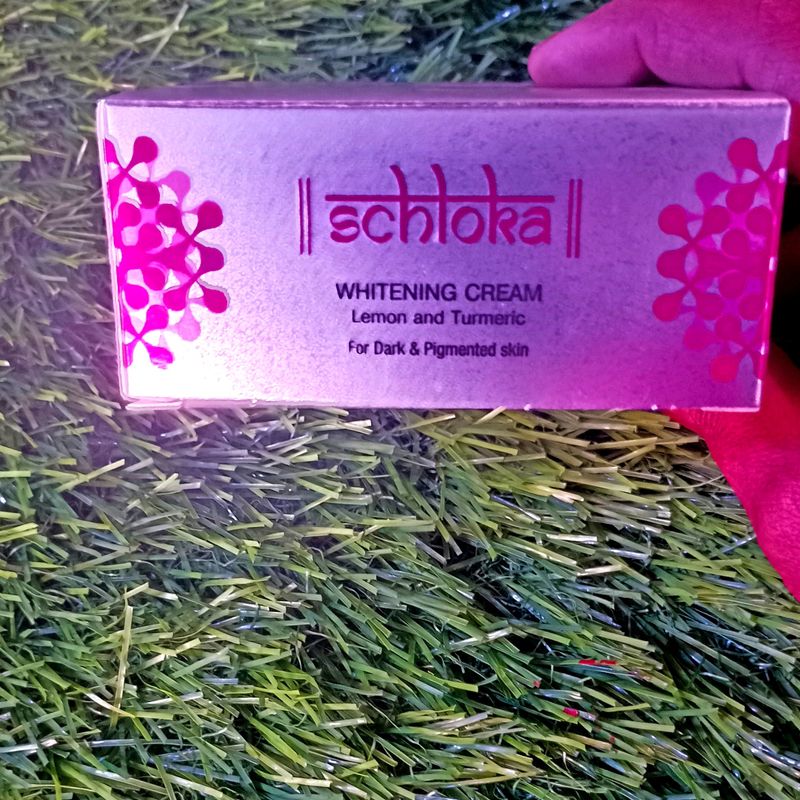 schloka
WHITENING CREAM
Lemon and Turmeric
For Dark & Pigmented skin